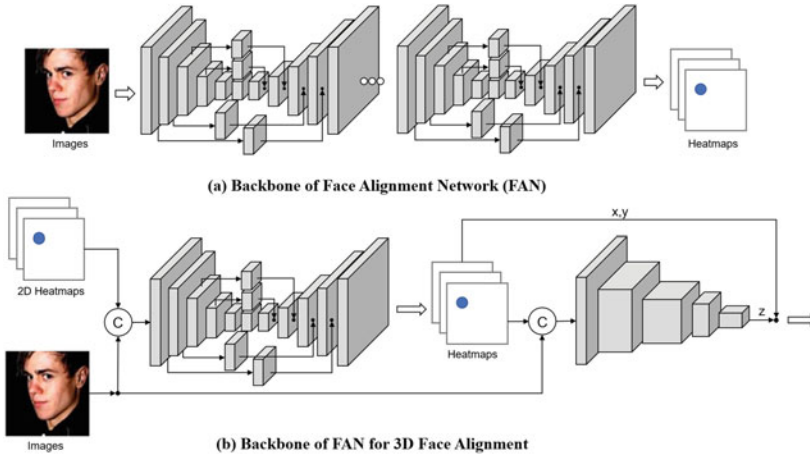 Images
Heatmaps
(a) Backbone of Face Alignment Network (FAN)
x,y
2D Heatmaps
C
C
z
Heatmaps
Images
(b) Backbone of FAN for 3D Face Alignment